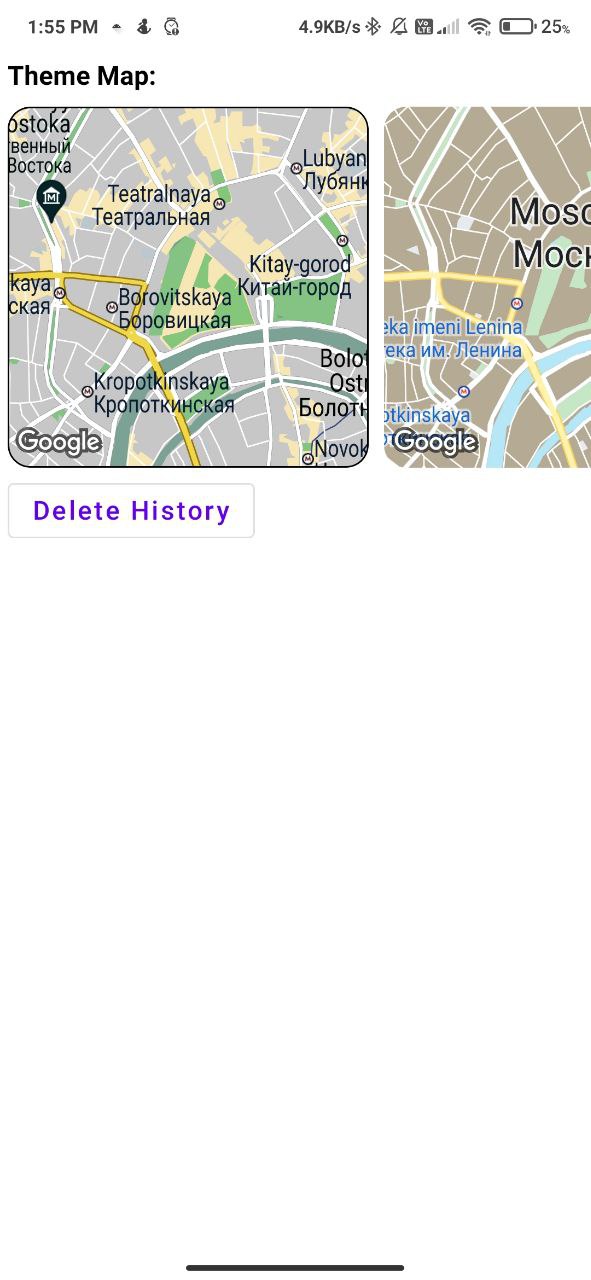 1:55 PM
4.9KB/s
Vo
LTE
25%
Theme Map:
ostoka
венный
Востока
Teatralnaya
Театральная
Lubyan
Лубянк
Kitay-gorod
Китай-город
kaya
ская
Borovitskaya
Боровицкая
Bolot
Ostr
Болотн
Kropotkinskaya
Кропоткинская
Novok
Google
Mosc
Моск
eka imeni Lenina
тека им. Ленина
otkinskaya
Google
Delete History